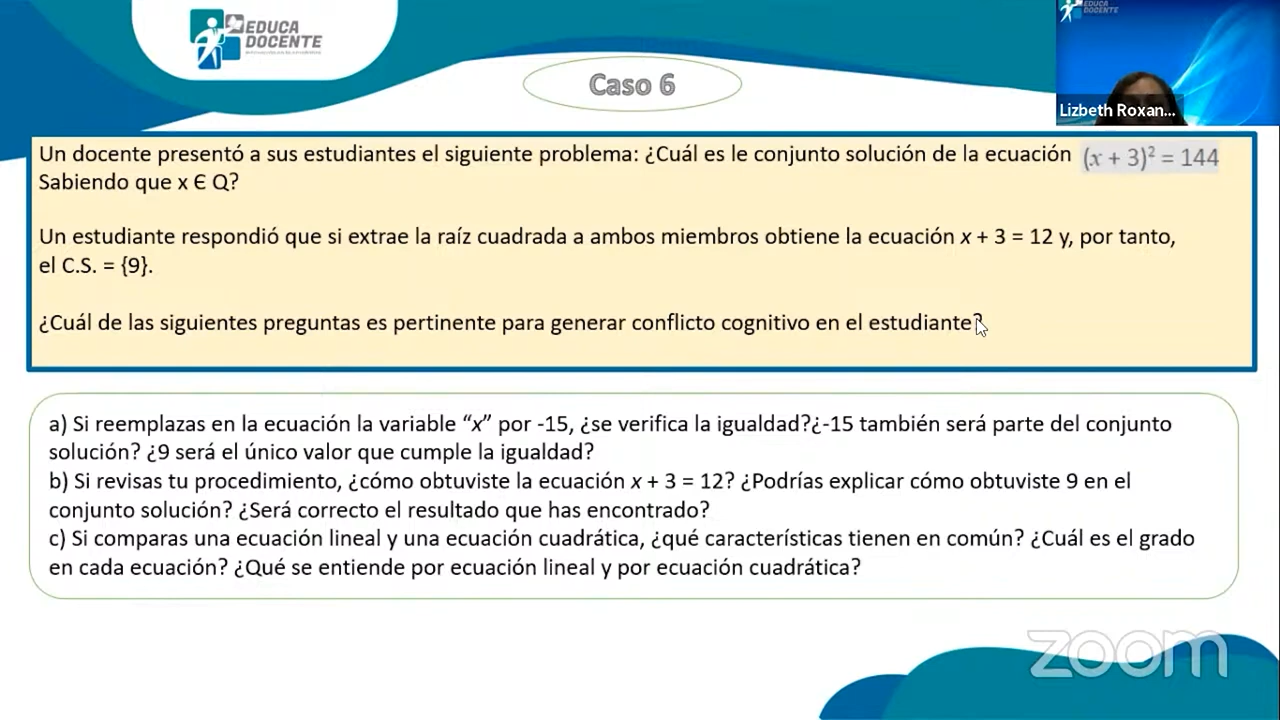 EDUCA
DOCENTE
EDUCA
DOCENTE
Caso 6
Lizbeth Roxan...
Un docente presentó a sus estudiantes el siguiente problema: ¿Cuál es le conjunto solución de la ecuación (x + 3)² = 144
Sabiendo que x Є Q?
Un estudiante respondió que si extrae la raíz cuadrada a ambos miembros obtiene la ecuación x + 3 = 12 y, por tanto,
el C.S. = {9}.
¿Cuál de las siguientes preguntas es pertinente para generar conflicto cognitivo en el estudiante?
a) Si reemplazas en la ecuación la variable “x” por -15, ¿se verifica la igualdad?¿-15 también será parte del conjunto
solución? ¿9 será el único valor que cumple la igualdad?
b) Si revisas tu procedimiento, ¿cómo obtuviste la ecuación x + 3 = 12? ¿Podrías explicar cómo obtuviste 9 en el
conjunto solución? ¿Será correcto el resultado que has encontrado?
c) Si comparas una ecuación lineal y una ecuación cuadrática, ¿qué características tienen en común? ¿Cuál es el grado
en cada ecuación? ¿Qué se entiende por ecuación lineal y por ecuación cuadrática?
zoom